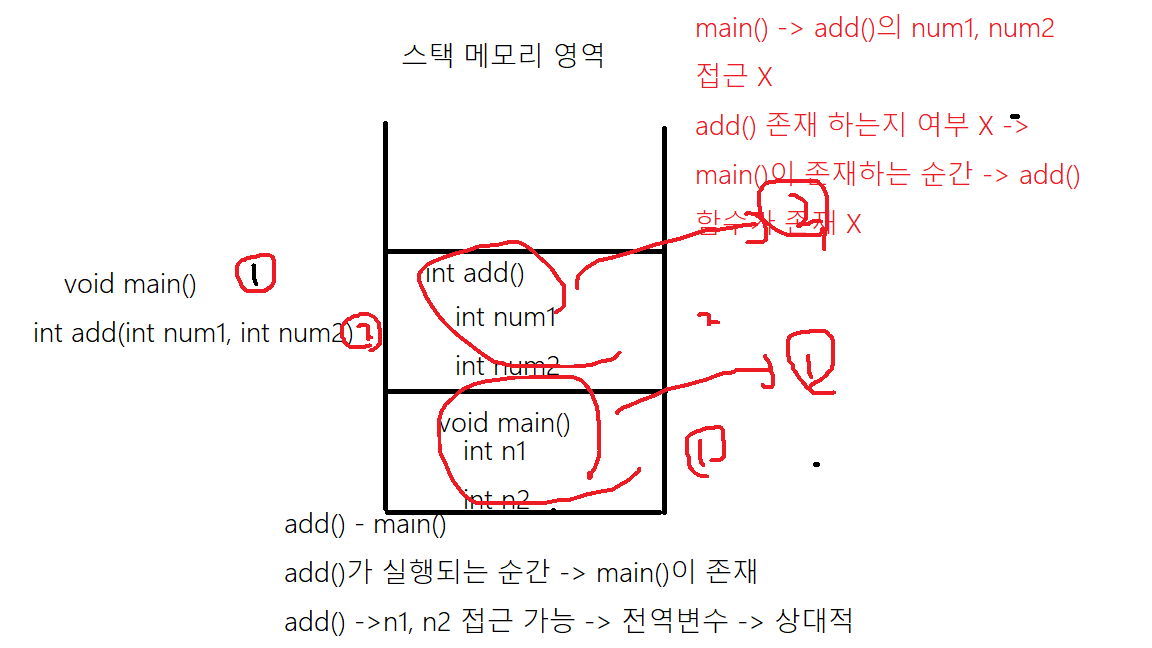 main() -> add()의 num1, num2
스택 메모리 영역
접근 X
add() 존재 하는지 여부 X ->
main()이 존재하는 순간 -> add()
함수가 존재 X
2
int add()
void main()
1
int num1
int add(int num1, int num2)
2
2
int num2
1
void main()
int n1
1
int n2
add() - main()
add()가 실행되는 순간 -> main()이 존재
add() ->n1, n2 접근 가능 -> 전역변수 -> 상대적